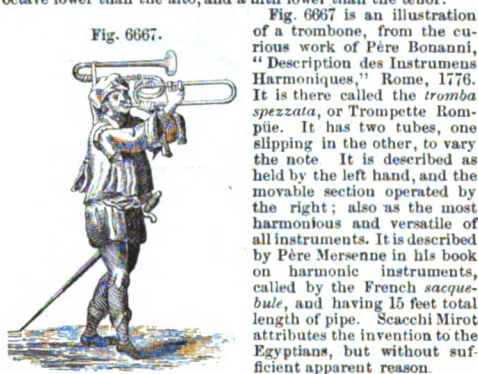 octave lower than the alto, and a fifth lower than the tenor.
Fig. 6667.
Fig. 6667 is an illustration
of a trombone, from the cu-
rious work of Père Bonanni,
“Description des Instrumens
Harmoniques,” Rome, 1776.
It is there called the tromba
spezzata, or Trompette Rom-
püe. It has two tubes, one
slipping in the other, to vary
the note. It is described as
held by the left hand, and the
movable section operated by
the right; also as the most
harmonious and versatile of
all instruments. It is described
by Père Mersenne in his book
on harmonic instruments,
called by the French sacque-
bule, and having 15 feet total
length of pipe. Scacchi Mirot
attributes the invention to the
Egyptians, but without suf-
ficient apparent reason.